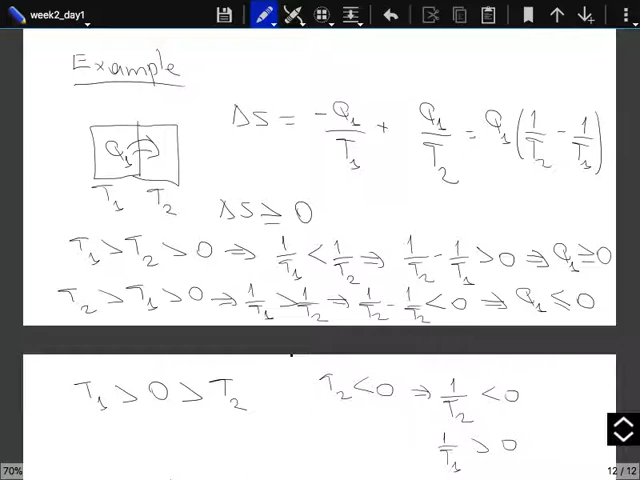 week2_day1
Example
ΔS = -Q₁/T₁ + Q₁/T₂ = Q₁(1/T₂ - 1/T₁)
Q₁
T₁ T₂
ΔS ≥ 0
T₁ > T₂ > 0 ⇒ 1/T₁ < 1/T₂ ⇒ 1/T₂ - 1/T₁ > 0 ⇒ Q₁ ≥ 0
T₂ > T₁ > 0 ⇒ 1/T₁ > 1/T₂ ⇒ 1/T₂ - 1/T₂ < 0 ⇒ Q₁ ≤ 0
T₁ > 0 > T₂ T₂ < 0 ⇒ 1/T₂ < 0
1/T₁ > 0
70% 12 / 12